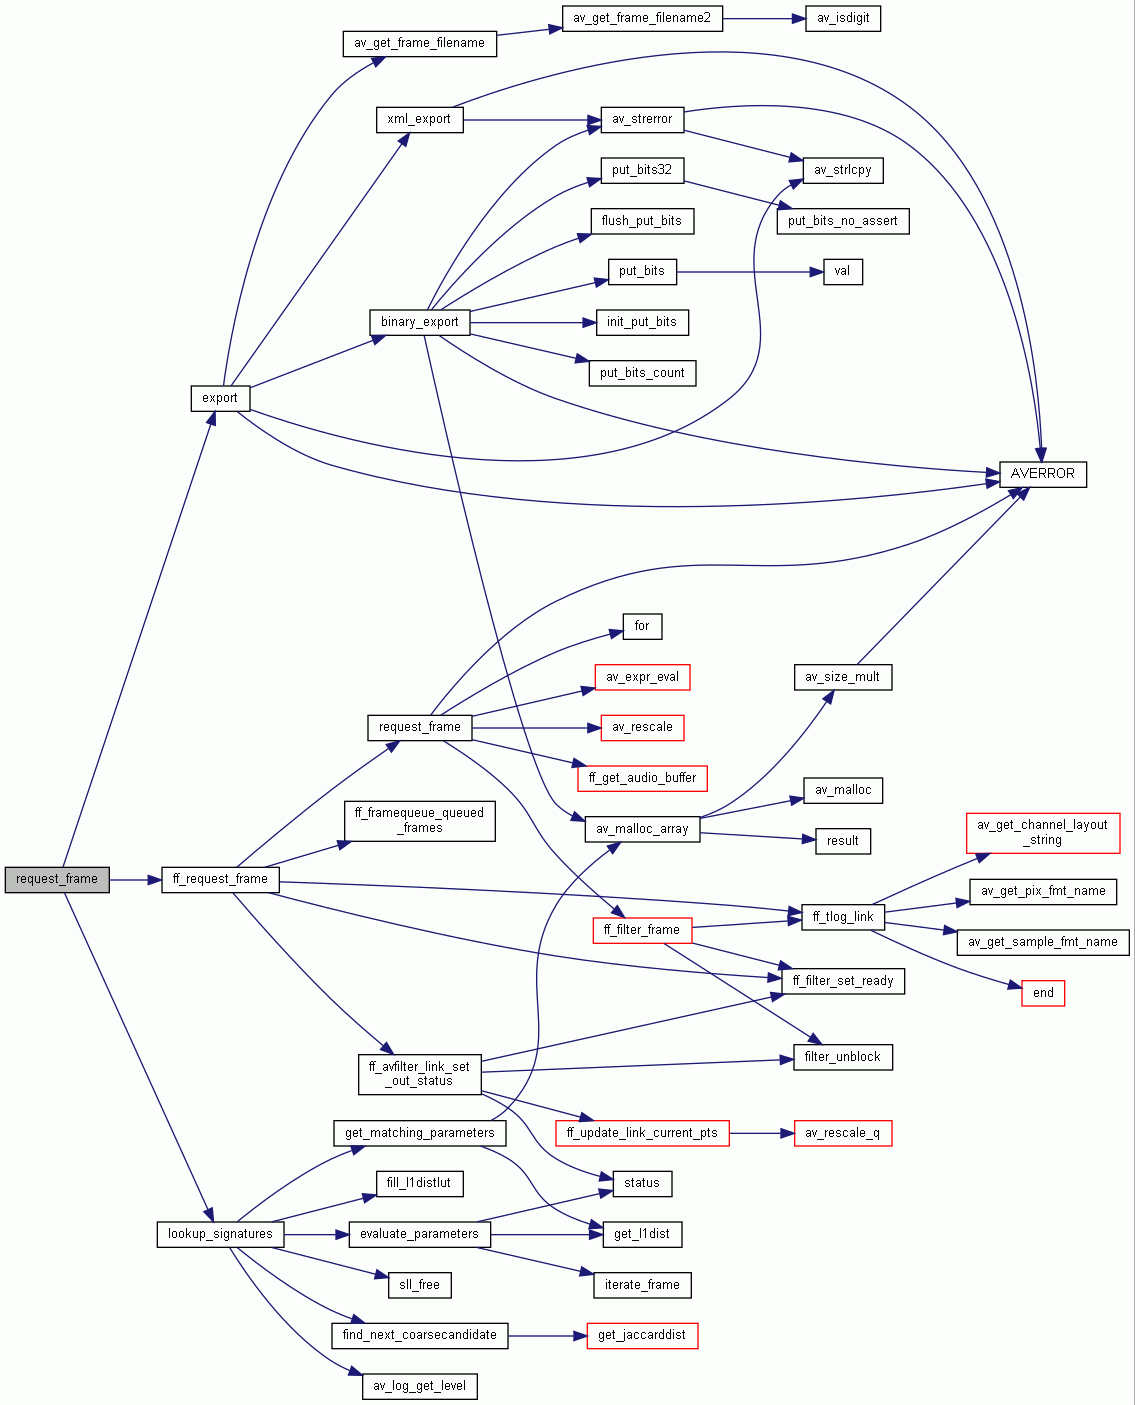 av_get_frame_filename2
av_isdigit
av_get_frame_filename
xml_export
av_strerror
put_bits32
av_strlcpy
flush_put_bits
put_bits_no_assert
put_bits
val
binary_export
init_put_bits
put_bits_count
export
AVERROR
for
av_expr_eval
av_size_mult
request_frame
av_rescale
ff_get_audio_buffer
av_malloc
ff_framequeue_queued
_frames
av_malloc_array
result
av_get_channel_layout
_string
request_frame
ff_request_frame
av_get_pix_fmt_name
ff_tlog_link
ff_filter_frame
av_get_sample_fmt_name
ff_filter_set_ready
end
filter_unblock
ff_avfilter_link_set
_out_status
get_matching_parameters
ff_update_link_current_pts
av_rescale_q
fill_l1distlut
status
lookup_signatures
evaluate_parameters
get_l1dist
sll_free
iterate_frame
find_next_coarsecandidate
get_jaccarddist
av_log_get_level